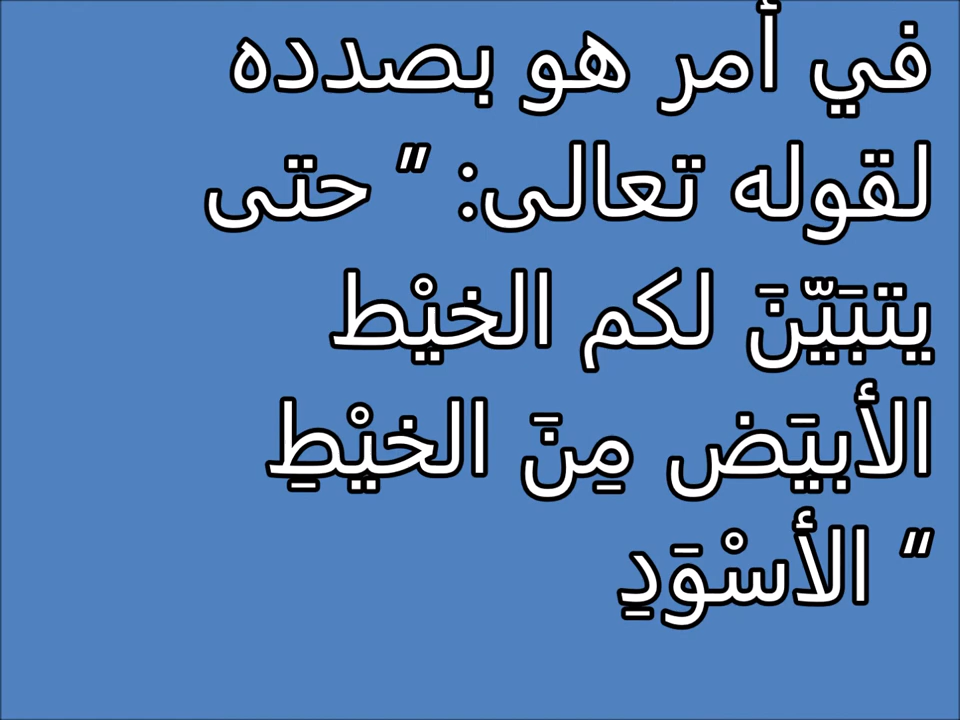 في أمر هو بصدده
لقوله تعالى: " حتى
يتبَيّنَ لكم الخيْط
الأبيَض مِنَ الخيْطِ
الأسْوَدِ "